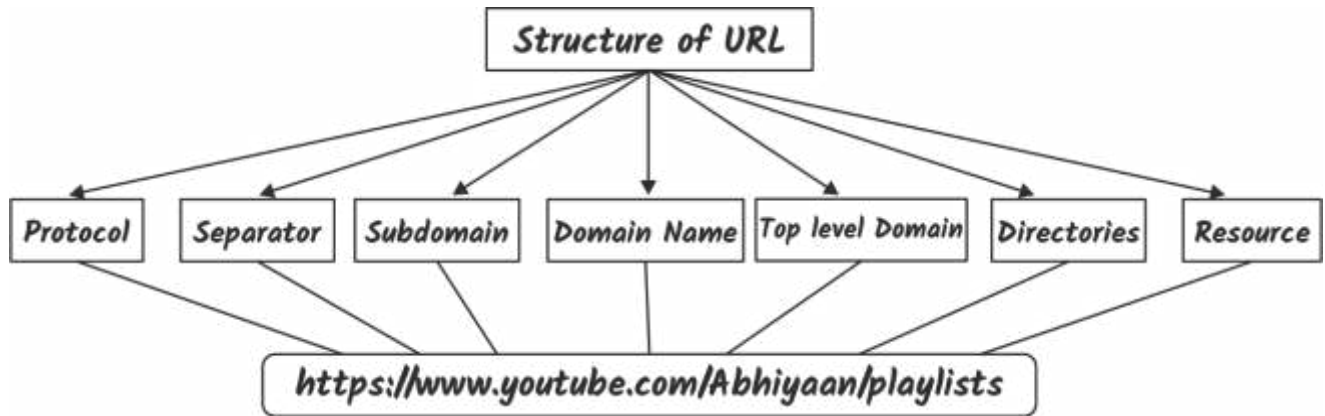 Structure of URL
Protocol
Separator
Subdomain
Domain Name
Top level Domain
Directories
Resource
https://www.youtube.com/Abhiyaan/playlists